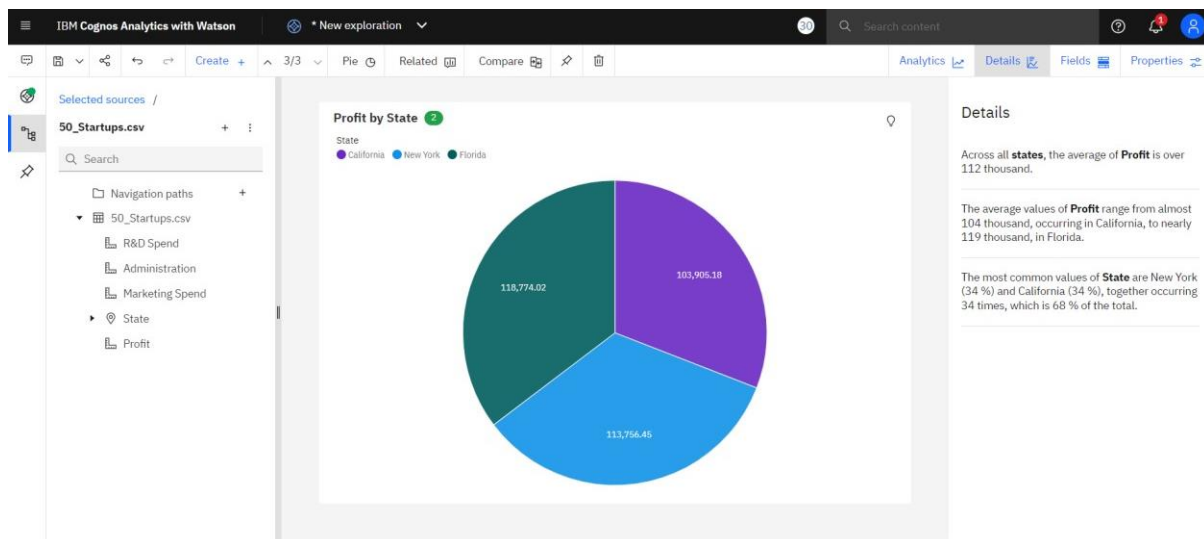 IBM Cognos Analytics with Watson
* New exploration
30
Search content
1
Create +
3/3
Pie
Related
Compare
Analytics
Details
Fields
Properties
Selected sources /
50_Startups.csv
Search
Navigation paths
50_Startups.csv
R&D Spend
Administration
Marketing Spend
State
Profit
Profit by State 2
State
California New York Florida
103,905.18
118,774.02
113,756.45
Details
Across all states, the average of Profit is over
112 thousand.
The average values of Profit range from almost
104 thousand, occurring in California, to nearly
119 thousand, in Florida.
The most common values of State are New York
(34 %) and California (34 %), together occurring
34 times, which is 68 % of the total.